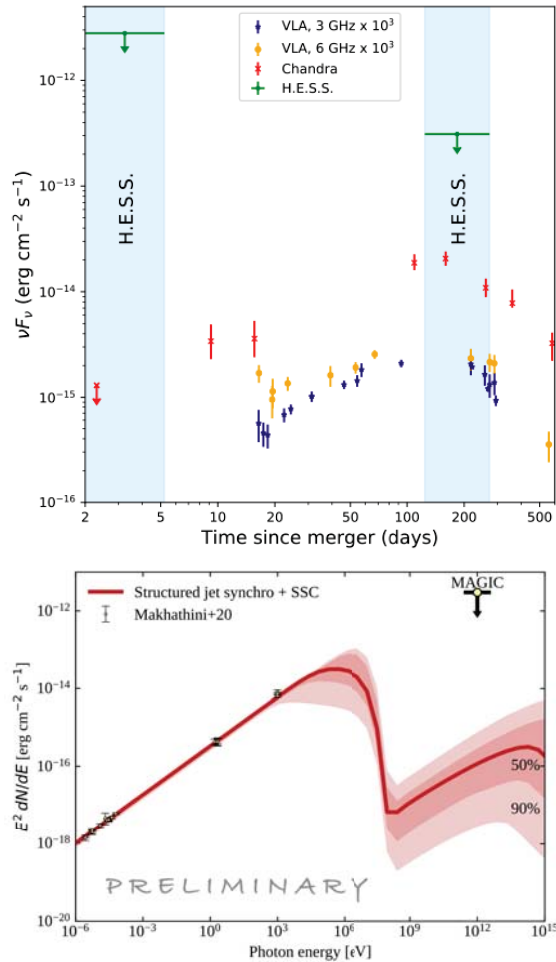 10⁻¹²
10⁻¹³
10⁻¹⁴
10⁻¹⁵
10⁻¹⁶
νFν (erg cm⁻² s⁻¹)
VLA, 3 GHz x 10³
VLA, 6 GHz x 10³
Chandra
H.E.S.S.
H.E.S.S.
H.E.S.S.
2 5 10 20 50 100 200 500
Time since merger (days)
Structured jet synchro + SSC
Makhathini+20
MAGIC
10⁻¹²
10⁻¹⁴
10⁻¹⁶
10⁻¹⁸
10⁻²⁰
E² dN/dE [erg cm⁻² s⁻¹]
50%
90%
PRELIMINARY
10⁻⁶ 10⁻³ 10⁰ 10³ 10⁶ 10⁹ 10¹² 10¹⁵
Photon energy [eV]